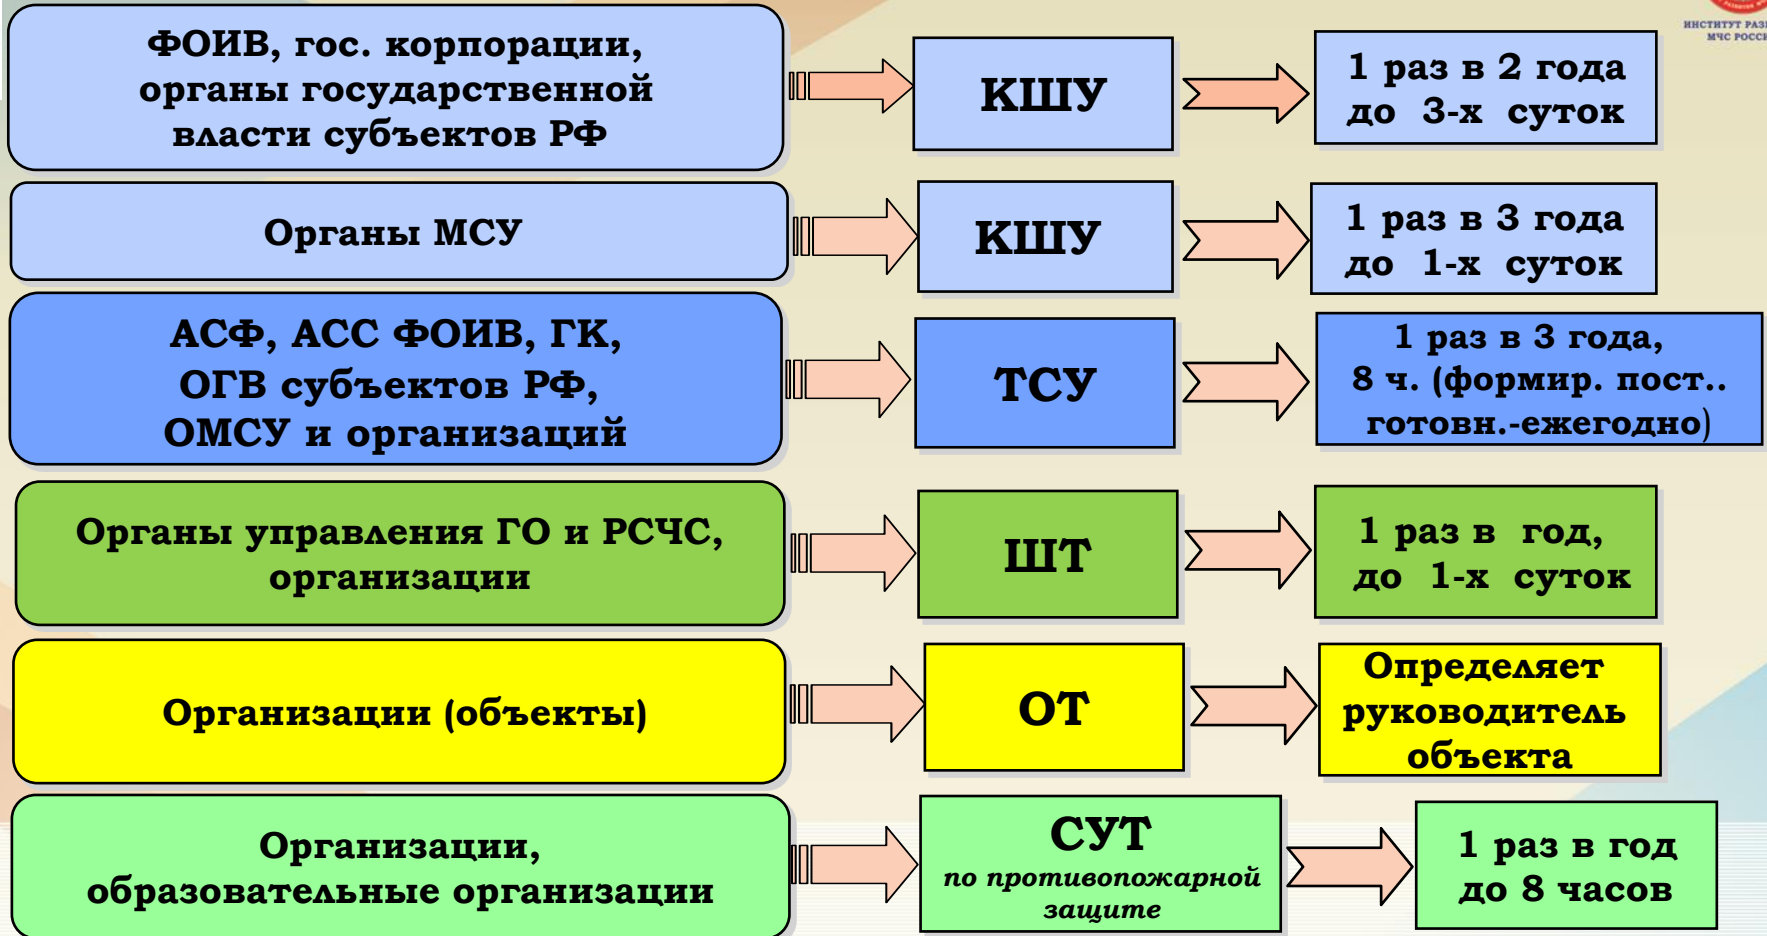 ИНСТИТУТ
МЧС
ФОИВ, гос. корпорации,
органы государственной
власти субъектов РФ
КШУ
1 раз в 2 года
до 3-х суток
Органы МСУ
КШУ
1 раз в 3 года
до 1-х суток
АСФ, АСС ФОИВ, ГК,
ОГВ субъектов РФ,
ОМСУ и организаций
ТСУ
1 раз в 3 года,
8 ч. (формир. пост..
готовн.-ежегодно)
Органы управления ГО и РСЧС,
организации
ШТ
1 раз в год,
до 1-х суток
Организации (объекты)
ОТ
Определяет
руководитель
объекта
Организации,
образовательные организации
СУТ
по противопожарной
защите
1 раз в год
до 8 часов